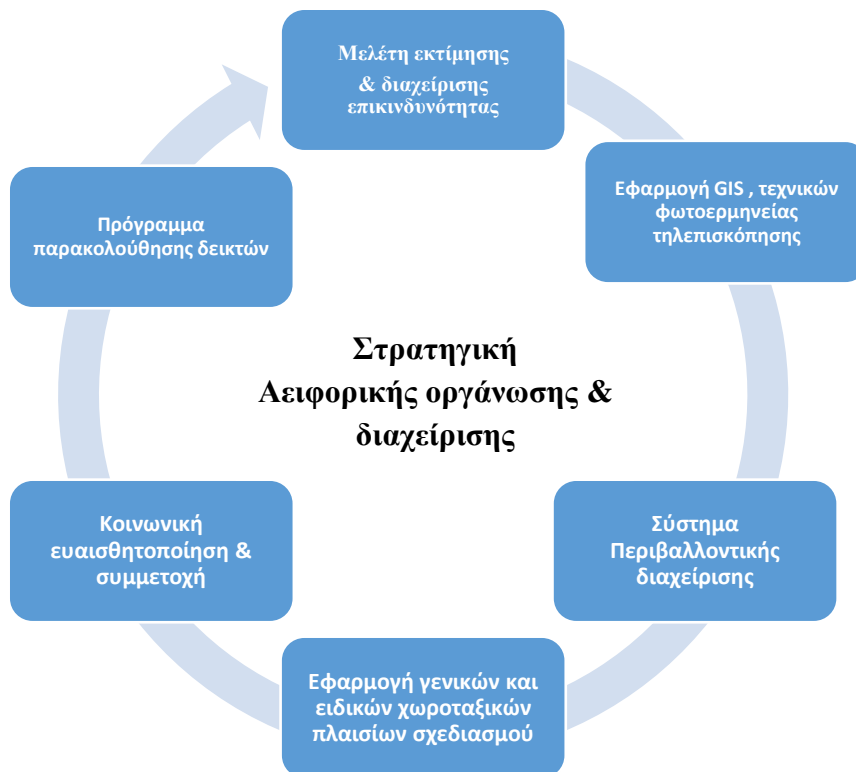 Μελέτη εκτίμησης
& διαχείρισης
επικινδυνότητας
Εφαρμογή GIS , τεχνικών
φωτοερμηνείας
τηλεπισκόπησης
Σύστημα
Περιβαλλοντικής
διαχείρισης
Εφαρμογή γενικών και
ειδικών χωροταξικών
πλαισίων σχεδιασμού
Κοινωνική
ευαισθητοποίηση &
συμμετοχή
Πρόγραμμα
παρακολούθησης δεικτών
Στρατηγική
Αειφορικής οργάνωσης &
διαχείρισης